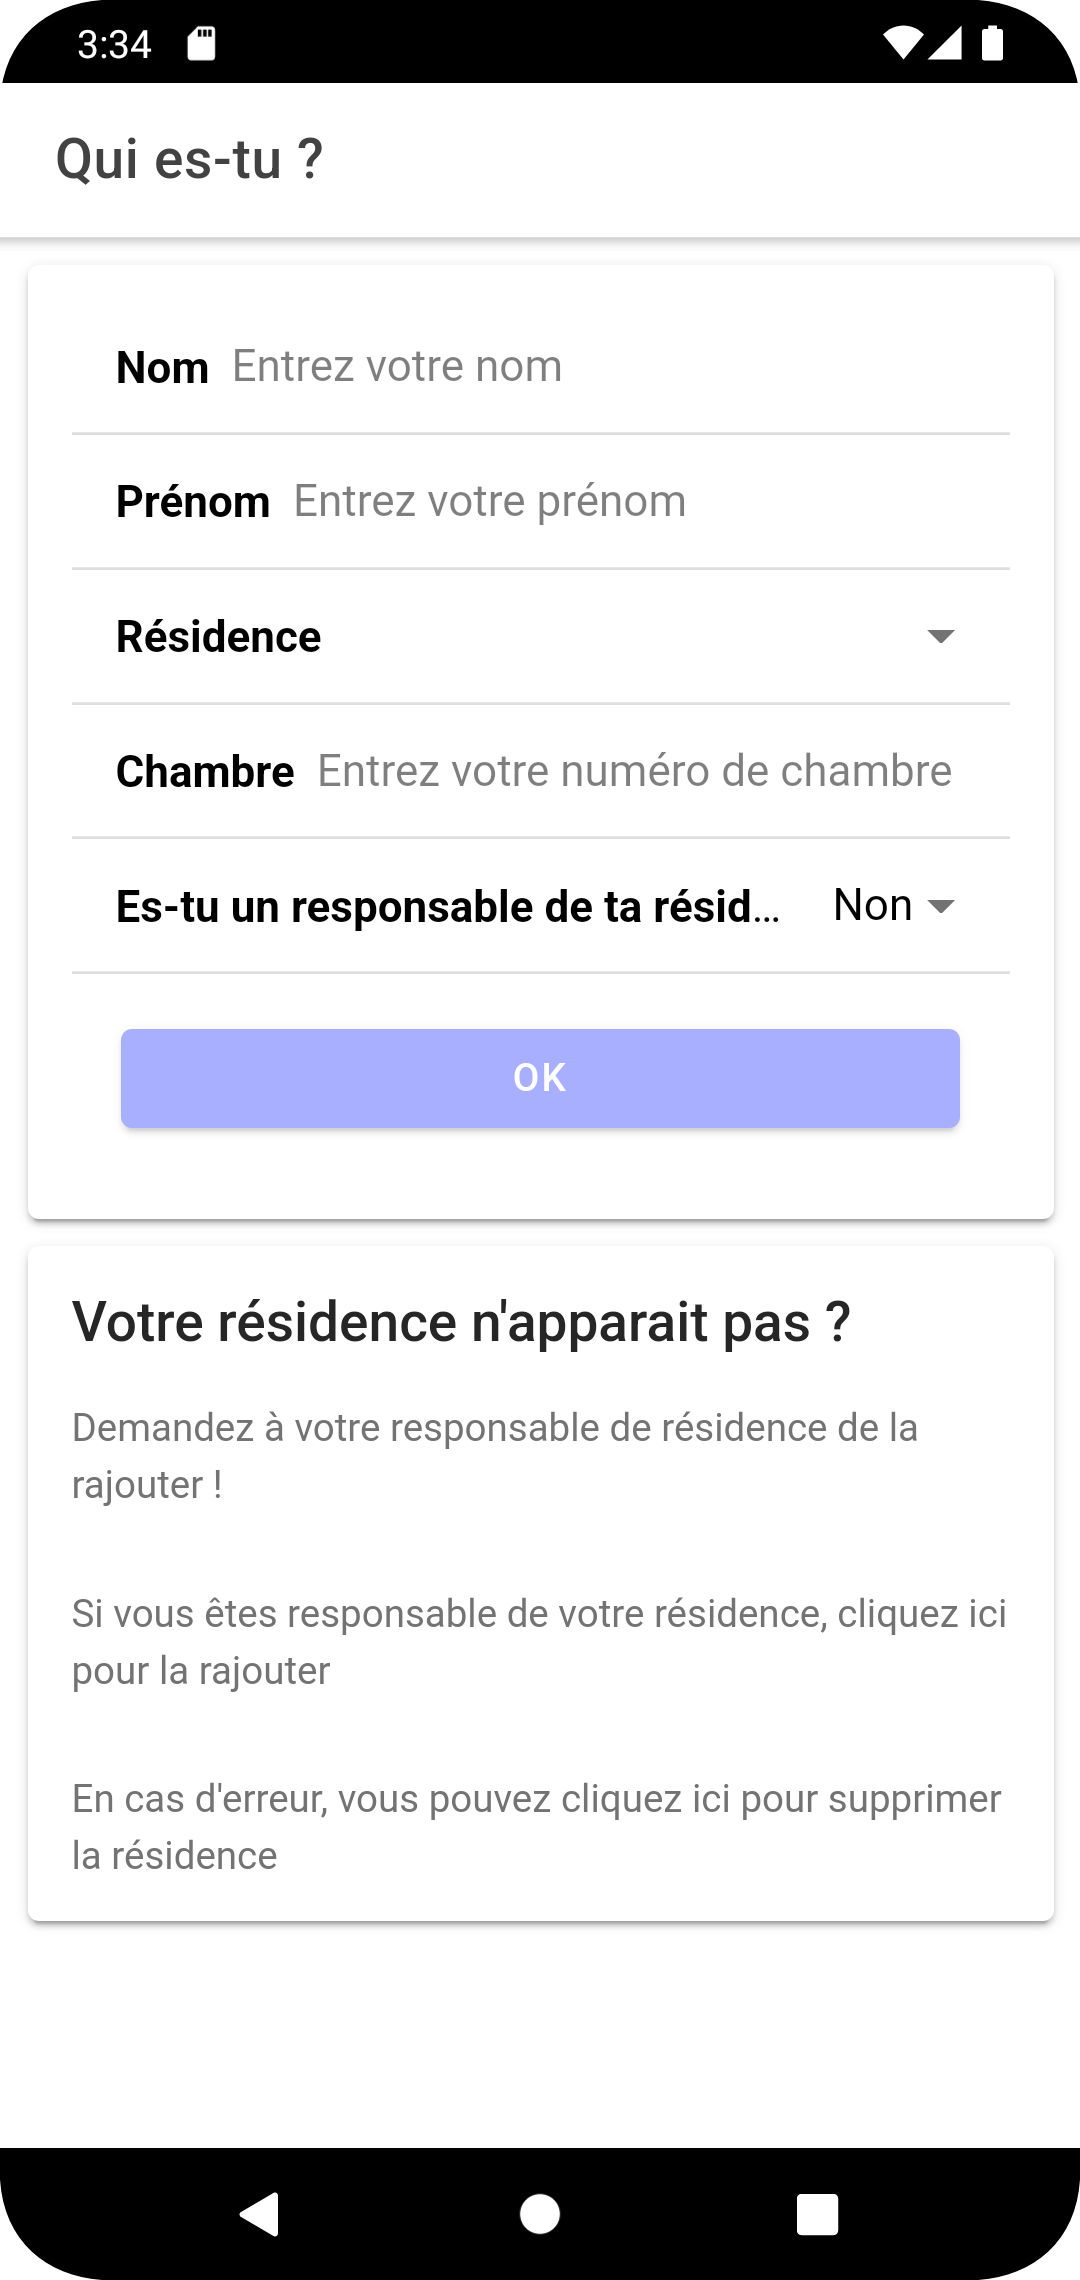 3:34
Qui es-tu ?
Nom Entrez votre nom
Prénom Entrez votre prénom
Résidence
Chambre Entrez votre numéro de chambre
Es-tu un responsable de ta résid... Non
OK
Votre résidence n'apparait pas ?
Demandez à votre responsable de résidence de la
rajouter !
Si vous êtes responsable de votre résidence, cliquez ici
pour la rajouter
En cas d'erreur, vous pouvez cliquez ici pour supprimer
la résidence